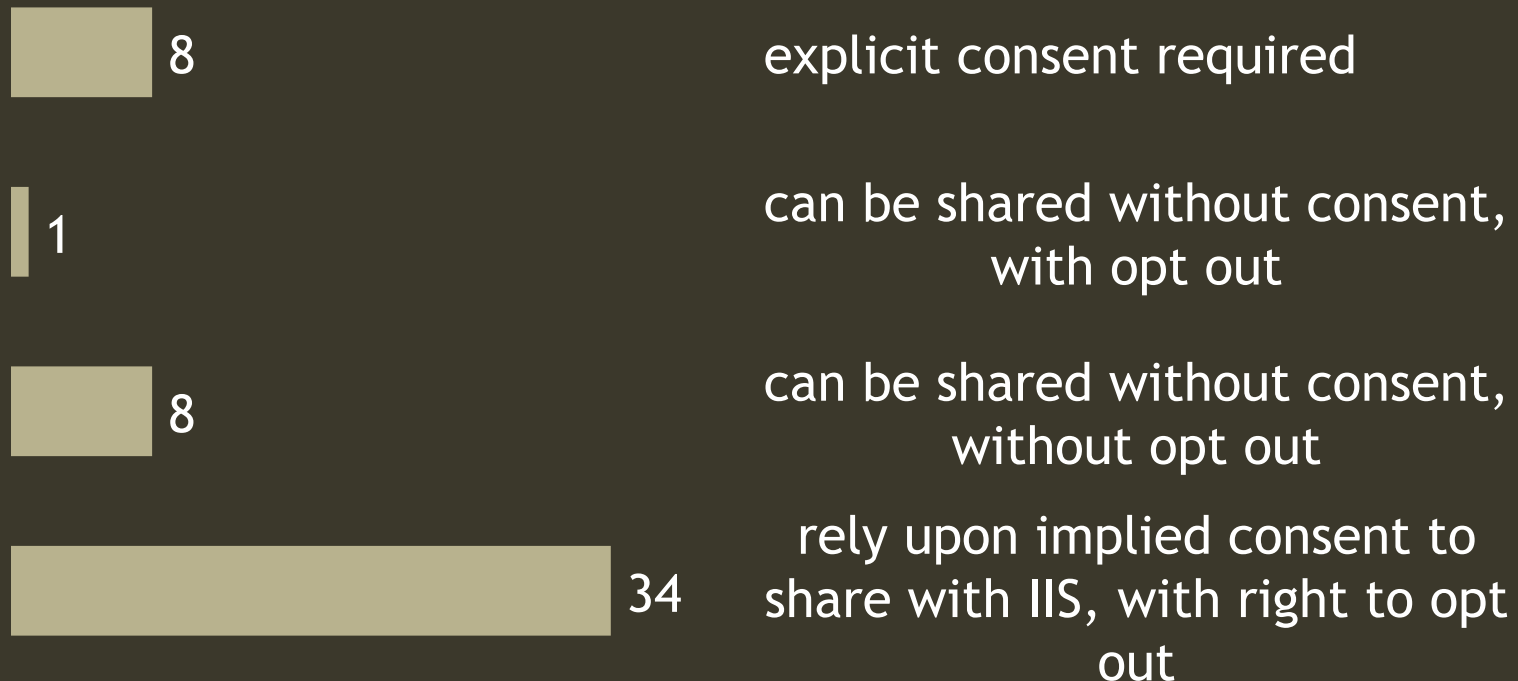 8
explicit consent required
1
can be shared without consent,
with opt out
8
can be shared without consent,
without opt out
34
rely upon implied consent to
share with IIS, with right to opt
out